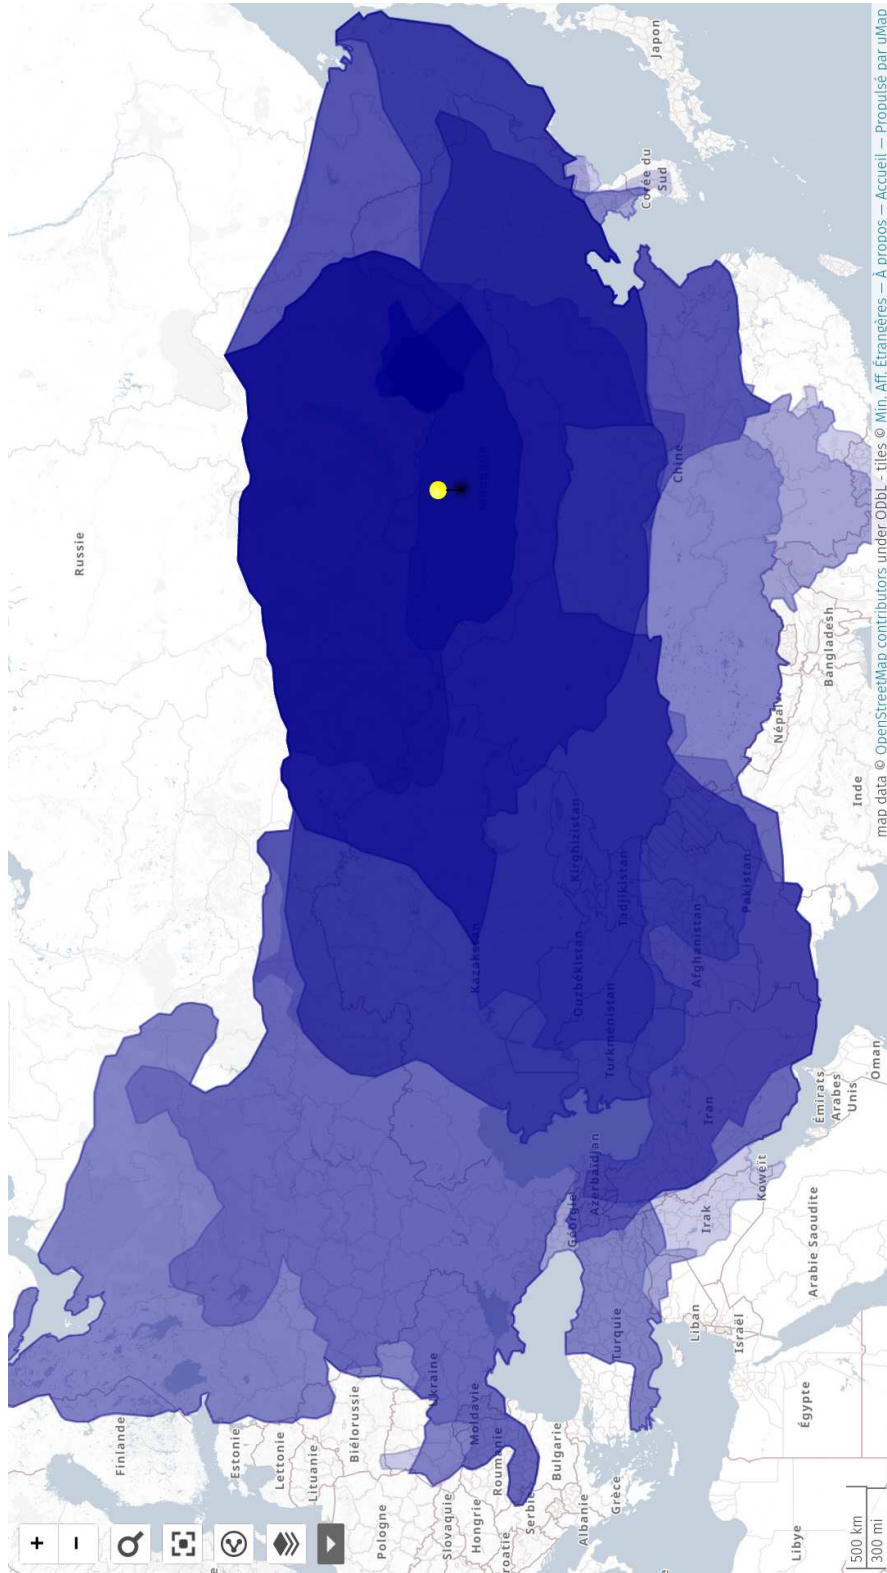 Russie
Japon
Corée du
Sud
Chine
Kazakstan
Kirghizistan
Ouzbékistan
Tadjikistan
Turkménistan
Afghanistan
Pakistan
Iran
Azerbaïdjan
Géorgie
Népal
Bangladesh
Inde
Oman
Émirats
Arabes
Unis
Koweït
Irak
Arabie Saoudite
Turquie
Liban
Israël
Égypte
Libye
Finlande
Estonie
Lettonie
Lituanie
Biélorussie
Ukraine
Moldavie
Roumanie
Bulgarie
Pologne
Slovaquie
Hongrie
roatie
Serbie
Albanie
Grèce
+
−
500 km
300 mi
map data © OpenStreetMap contributors under ODbL - tiles © Min. Aff. Étrangères — À propos — Accueil — Propulsé par uMap